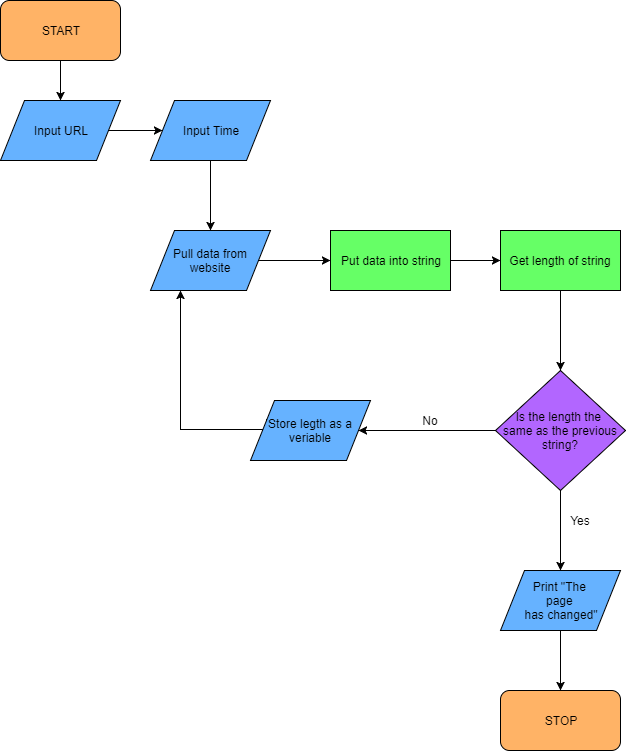 START
Input URL
Input Time
Pull data from
website
Put data into string
Get length of string
Is the length the
same as the previous
string?
No
Store legth as a
veriable
Yes
Print "The
page
has changed"
STOP